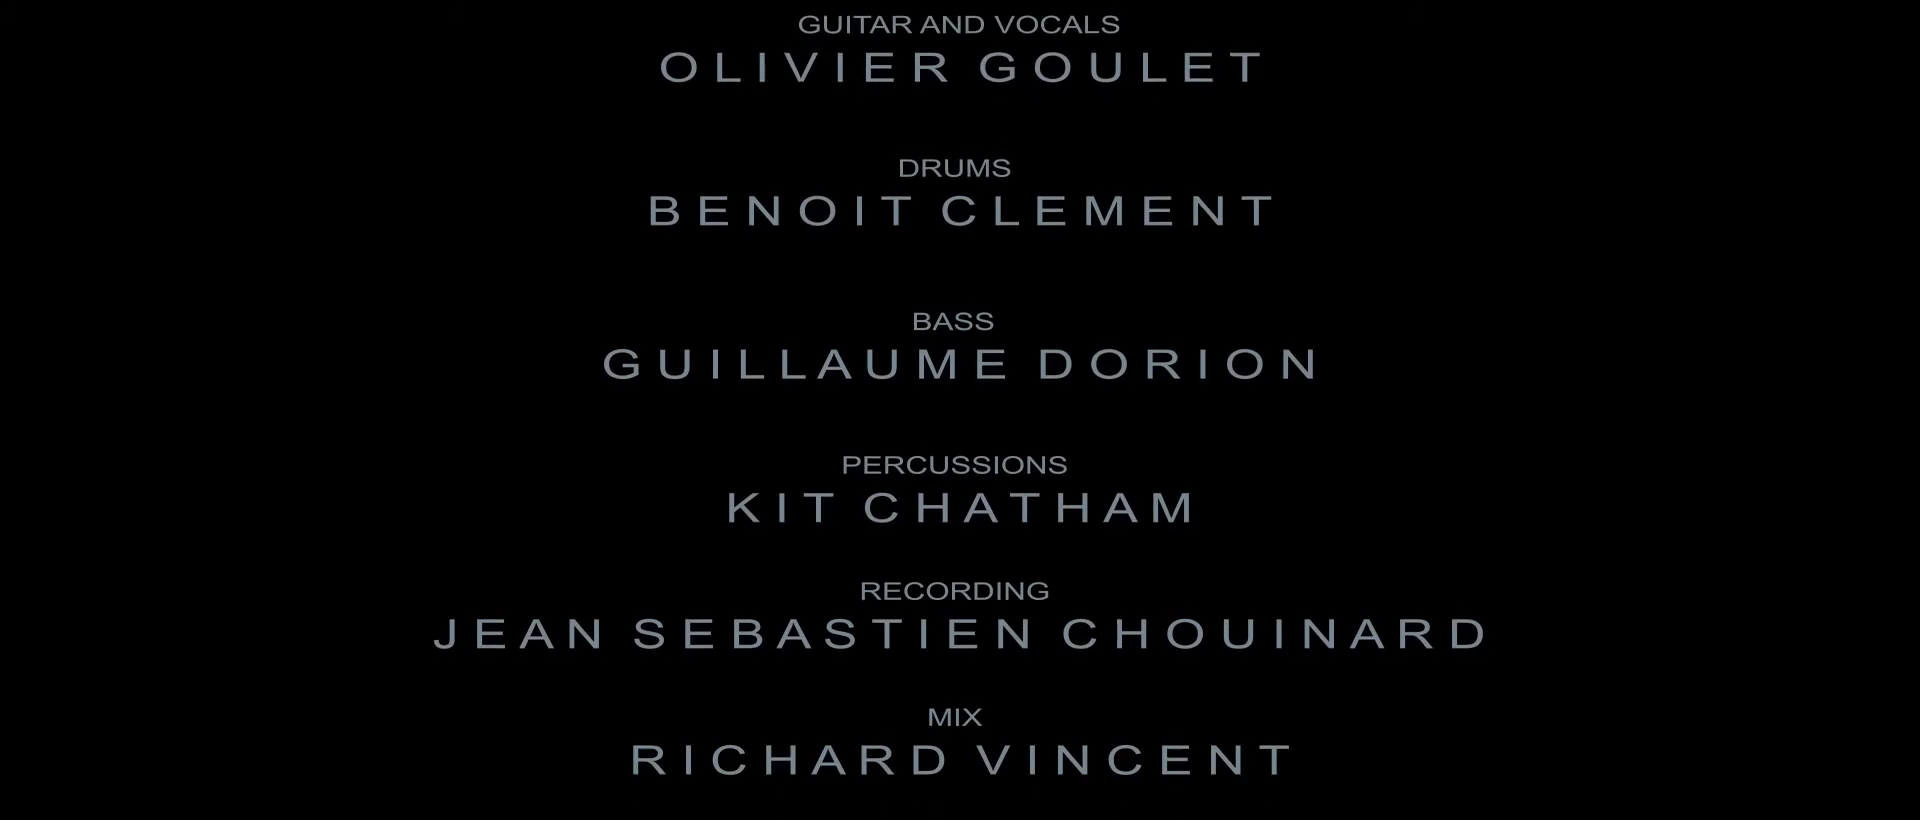 GUITAR AND VOCALS
OLIVIER GOULET
DRUMS
BENOIT CLEMENT
BASS
GUILLAUME DORION
PERCUSSIONS
KIT CHATHAM
RECORDING
JEAN SEBASTIEN CHOUINARD
MIX
RICHARD VINCENT